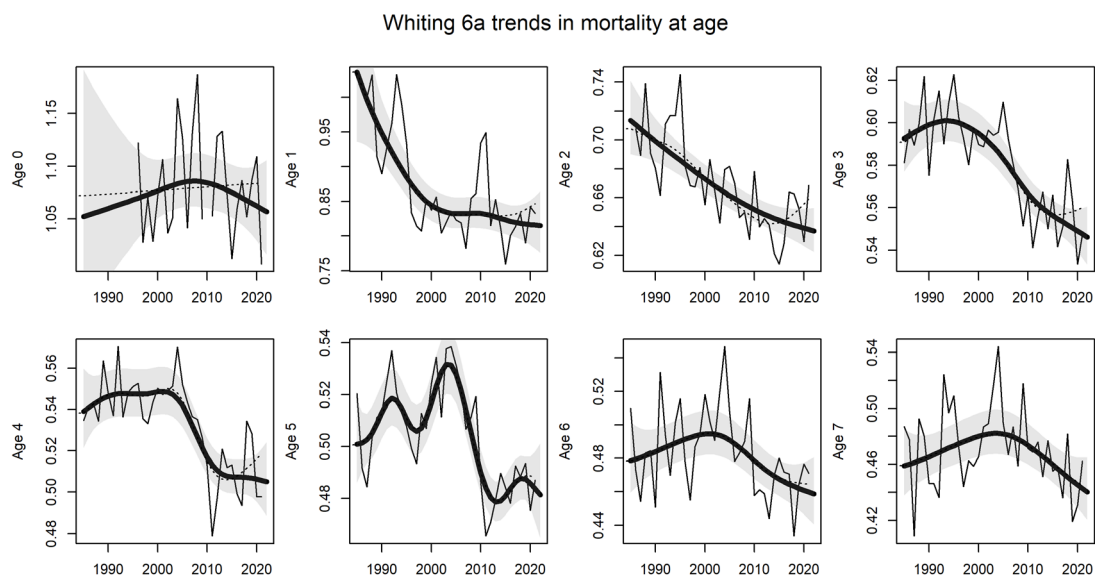 Whiting 6a trends in mortality at age
Age 0
1.05 1.10 1.15
1990 2000 2010 2020
Age 1
0.75 0.85 0.95
1990 2000 2010 2020
Age 2
0.62 0.66 0.70 0.74
1990 2000 2010 2020
Age 3
0.54 0.56 0.58 0.60 0.62
1990 2000 2010 2020
Age 4
0.48 0.50 0.52 0.54 0.56
1990 2000 2010 2020
Age 5
0.48 0.50 0.52 0.54
1990 2000 2010 2020
Age 6
0.44 0.48 0.52
1990 2000 2010 2020
Age 7
0.42 0.46 0.50 0.54
1990 2000 2010 2020